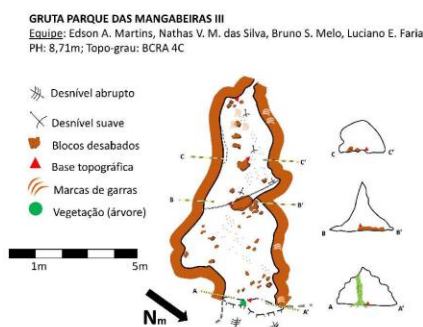 GRUTA PARQUE DAS MANGABEIRAS III
Equipe: Edson A. Martins, Nathas V. M. das Silva, Bruno S. Melo, Luciano E. Faria
PH: 8,71m; Topo-grau: BCRA 4C
Desnível abrupto
Desnível suave
Blocos desabados
Base topográfica
Marcas de garras
Vegetação (árvore)
1m 5m
Nm
C C'
B B'
A A'
C C'
B B'
A A'